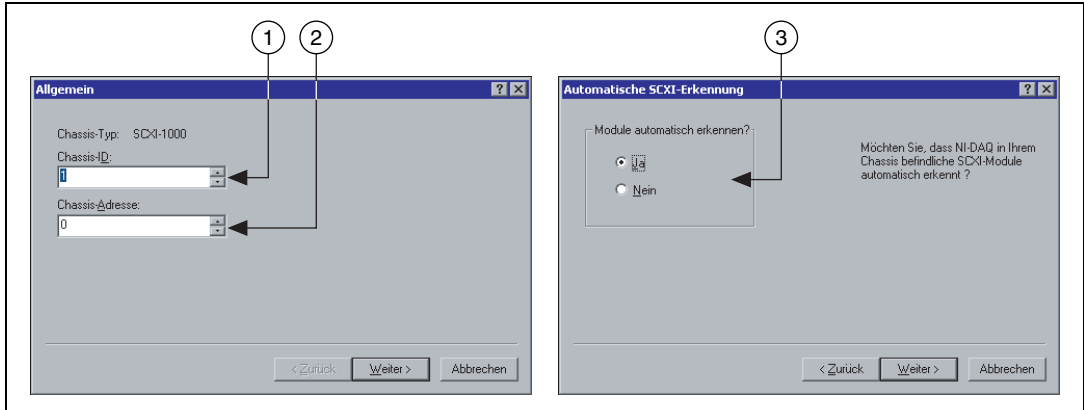 1
2
3
Allgemein
Chassis-Typ: SCXI-1000
Chassis-ID:
1
Chassis-Adresse:
0
< Zurück
Weiter >
Abbrechen
Automatische SCXI-Erkennung
Module automatisch erkennen?
Ja
Nein
Möchten Sie, dass NI-DAQ in Ihrem
Chassis befindliche SCXI-Module
automatisch erkennt ?
< Zurück
Weiter >
Abbrechen